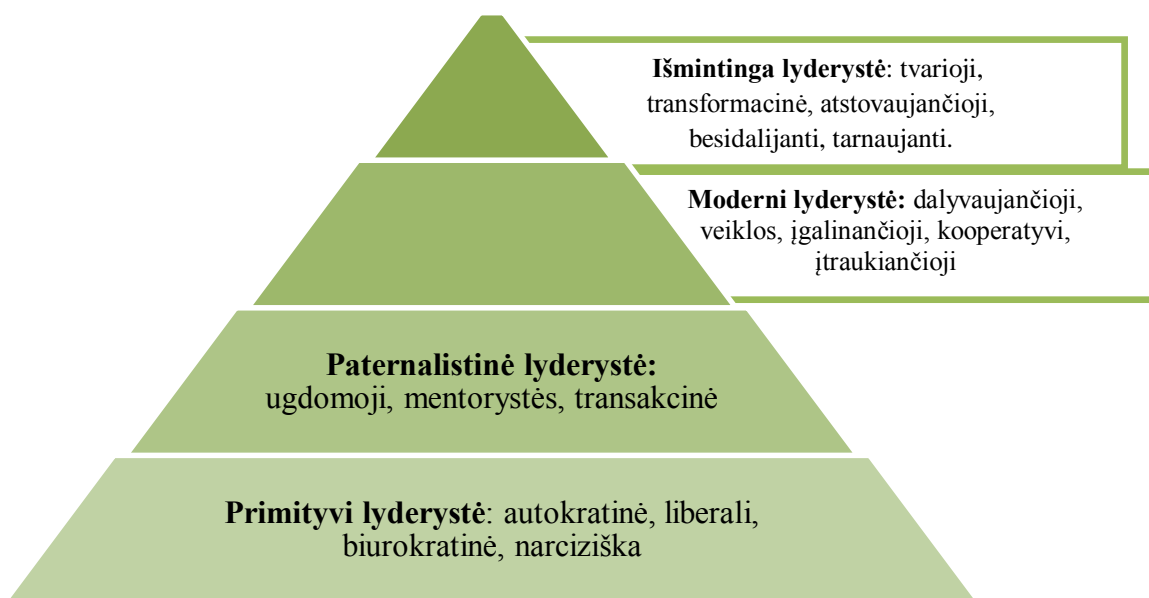 Išmintinga lyderystė: tvarioji,
transformacinė, atstovaujančioji,
besidalijanti, tarnaujanti.
Moderni lyderystė: dalyvaujančioji,
veiklos, įgalinančioji, kooperatyvi,
įtraukiančioji
Paternalistinė lyderystė:
ugdomoji, mentorystės, transakcinė
Primityvi lyderystė: autokratinė, liberali,
biurokratinė, narciziška